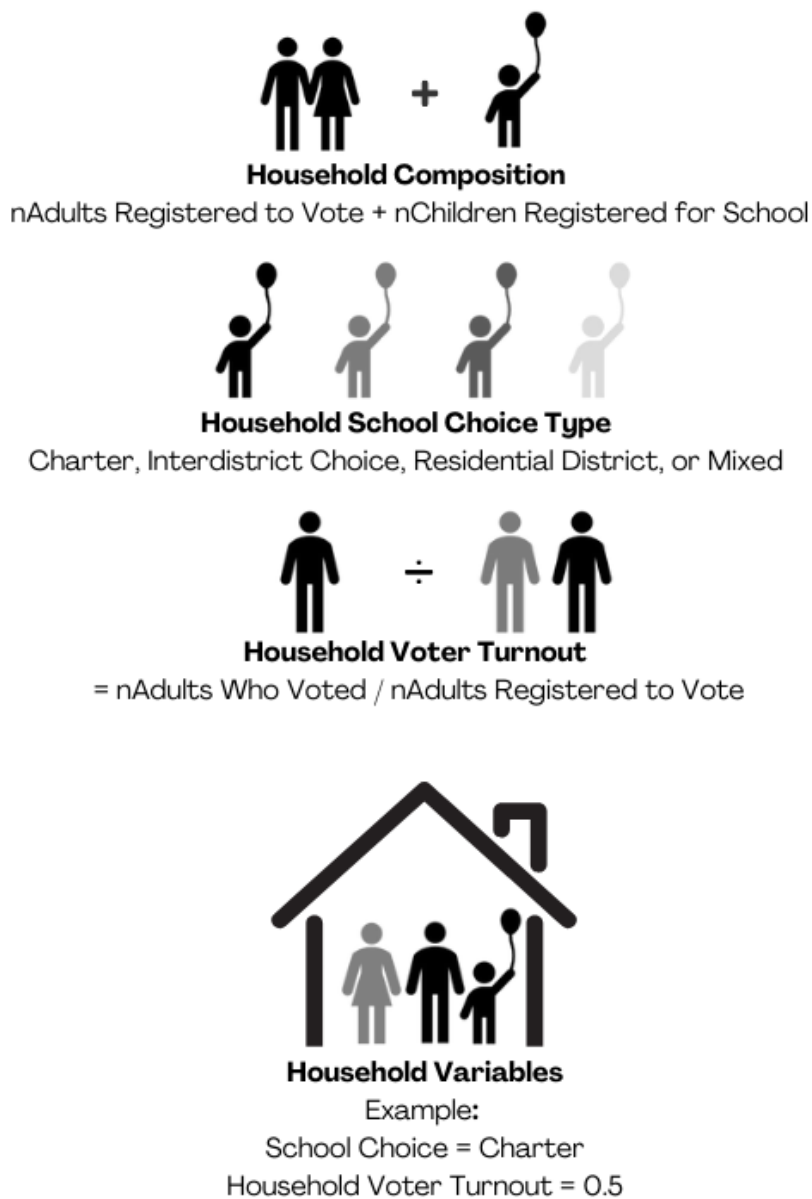 +
Household Composition
nAdults Registered to Vote + nChildren Registered for School
Household School Choice Type
Charter, Interdistrict Choice, Residential District, or Mixed
÷
Household Voter Turnout
= nAdults Who Voted / nAdults Registered to Vote
Household Variables
Example:
School Choice = Charter
Household Voter Turnout = 0.5